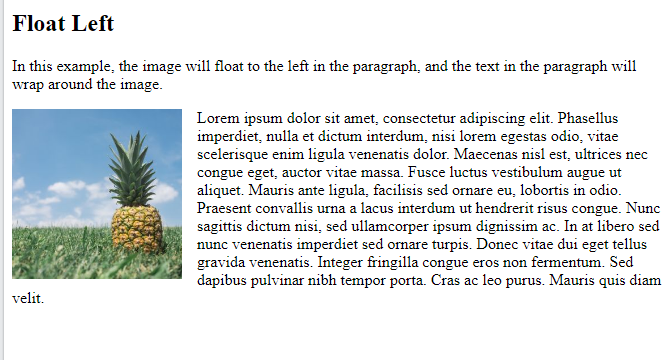 Float Left
In this example, the image will float to the left in the paragraph, and the text in the paragraph will
wrap around the image.
Lorem ipsum dolor sit amet, consectetur adipiscing elit. Phasellus
imperdiet, nulla et dictum interdum, nisi lorem egestas odio, vitae
scelerisque enim ligula venenatis dolor. Maecenas nisl est, ultrices nec
congue eget, auctor vitae massa. Fusce luctus vestibulum augue ut
aliquet. Mauris ante ligula, facilisis sed ornare eu, lobortis in odio.
Praesent convallis urna a lacus interdum ut hendrerit risus congue. Nunc
sagittis dictum nisi, sed ullamcorper ipsum dignissim ac. In at libero sed
nunc venenatis imperdiet sed ornare turpis. Donec vitae dui eget tellus
gravida venenatis. Integer fringilla congue eros non fermentum. Sed
dapibus pulvinar nibh tempor porta. Cras ac leo purus. Mauris quis diam
velit.